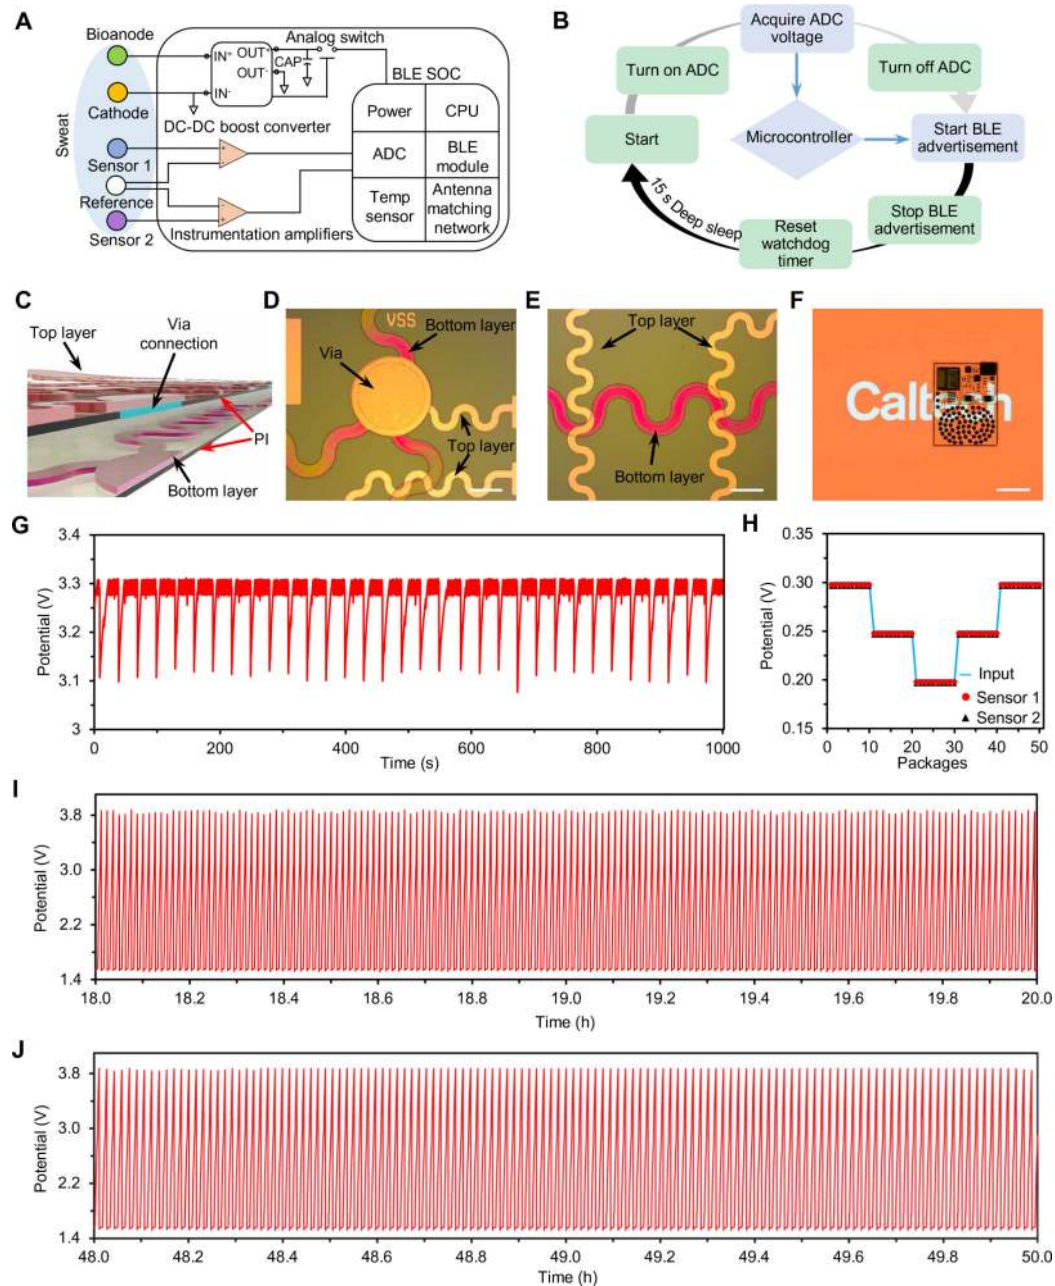 A
Bioanode
Cathode
Sensor 1
Reference
Sensor 2
Sweat
IN⁺
IN⁻
OUT⁺
OUT⁻
CAP
Analog switch
DC-DC boost converter
BLE SOC
Power
CPU
ADC
BLE
module
Temp
sensor
Antenna
matching
network
Instrumentation amplifiers
B
Acquire ADC
voltage
Turn on ADC
Turn off ADC
Start
Microcontroller
Start BLE
advertisement
15 s Deep sleep
Reset
watchdog
timer
Stop BLE
advertisement
C
Top layer
Via
connection
PI
Bottom layer
D
VSS
Bottom layer
Via
Top layer
E
Top layer
Bottom layer
F
G
Potential (V)
3.4
3.3
3.2
3.1
3
0
200
400
600
800
1000
Time (s)
H
Potential (V)
0.35
0.30
0.25
0.20
0.15
Input
Sensor 1
Sensor 2
0
10
20
30
40
50
Packages
I
Potential (V)
3.8
3.0
2.2
1.4
18.0
18.2
18.4
18.6
18.8
19.0
19.2
19.4
19.6
19.8
20.0
Time (h)
J
Potential (V)
3.8
3.0
2.2
1.4
48.0
48.2
48.4
48.6
48.8
49.0
49.2
49.4
49.6
49.8
50.0
Time (h)